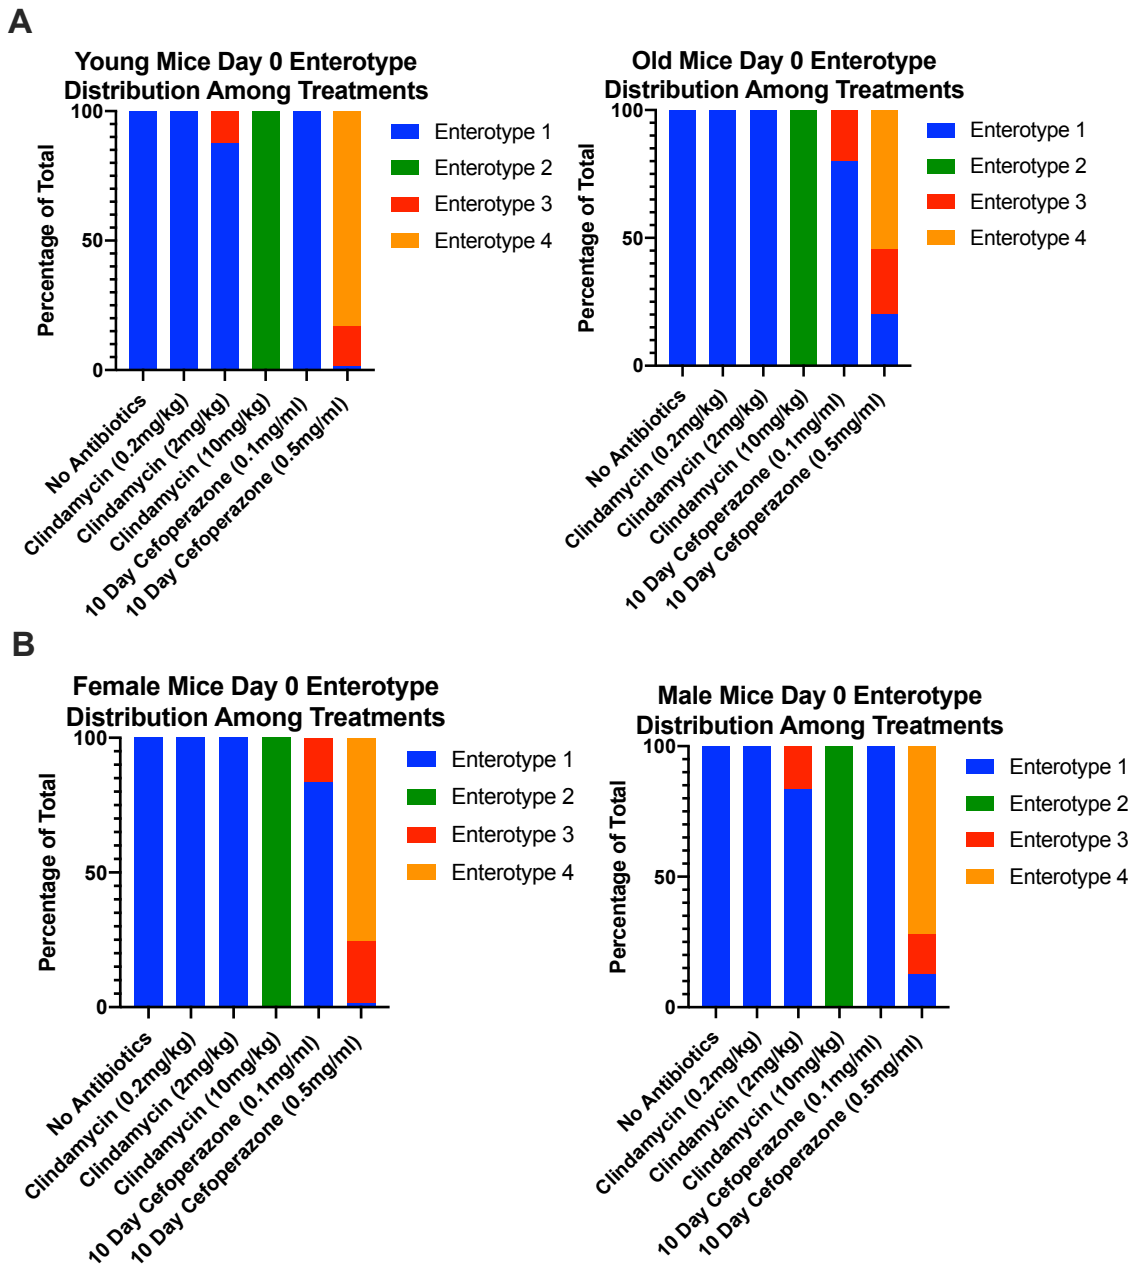 A
Young Mice Day 0 Enterotype
Distribution Among Treatments
Percentage of Total
100
50
0
Enterotype 1
Enterotype 2
Enterotype 3
Enterotype 4
No Antibiotics
Clindamycin (0.2mg/kg)
Clindamycin (2mg/kg)
Clindamycin (10mg/kg)
10 Day Cefoperazone (0.1mg/ml)
10 Day Cefoperazone (0.5mg/ml)
Old Mice Day 0 Enterotype
Distribution Among Treatments
Percentage of Total
100
50
0
Enterotype 1
Enterotype 2
Enterotype 3
Enterotype 4
No Antibiotics
Clindamycin (0.2mg/kg)
Clindamycin (2mg/kg)
Clindamycin (10mg/kg)
10 Day Cefoperazone (0.1mg/ml)
10 Day Cefoperazone (0.5mg/ml)
B
Female Mice Day 0 Enterotype
Distribution Among Treatments
Percentage of Total
100
50
0
Enterotype 1
Enterotype 2
Enterotype 3
Enterotype 4
No Antibiotics
Clindamycin (0.2mg/kg)
Clindamycin (2mg/kg)
Clindamycin (10mg/kg)
10 Day Cefoperazone (0.1mg/ml)
10 Day Cefoperazone (0.5mg/ml)
Male Mice Day 0 Enterotype
Distribution Among Treatments
Percentage of Total
100
50
0
Enterotype 1
Enterotype 2
Enterotype 3
Enterotype 4
No Antibiotics
Clindamycin (0.2mg/kg)
Clindamycin (2mg/kg)
Clindamycin (10mg/kg)
10 Day Cefoperazone (0.1mg/ml)
10 Day Cefoperazone (0.5mg/ml)